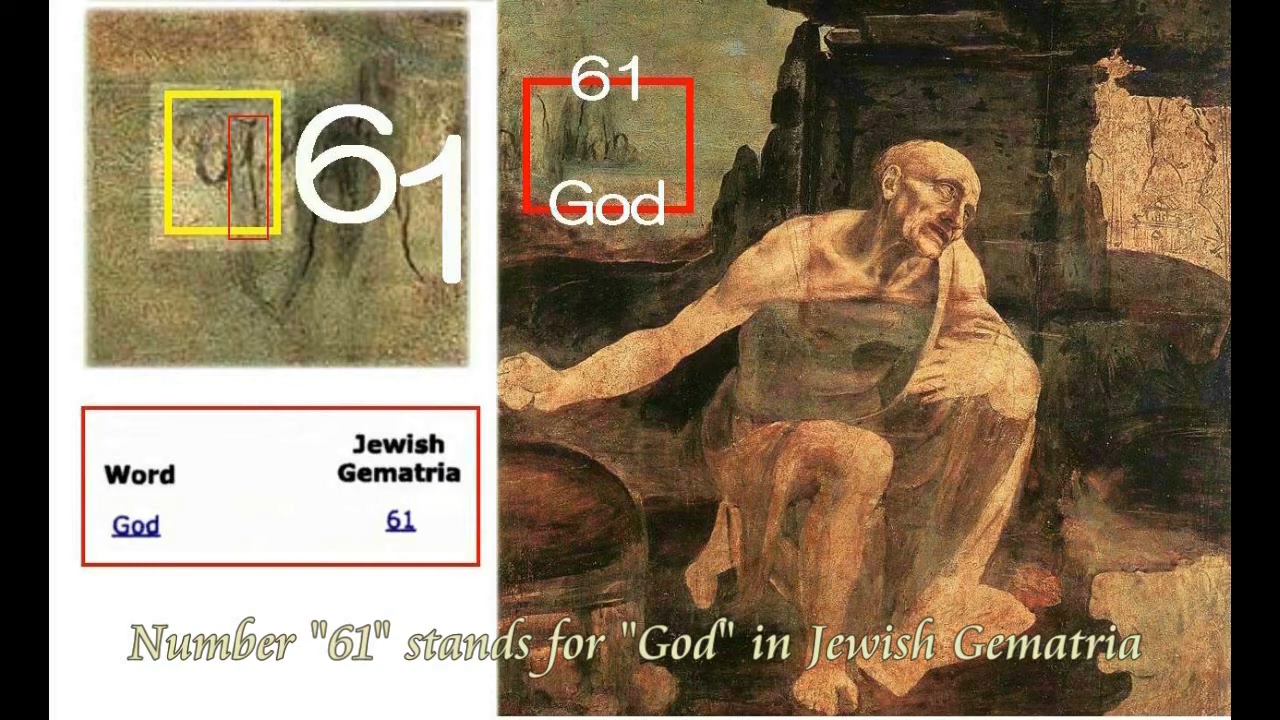 61
61
God
Jewish
Word Gematria
God 61
Number "61" stands for "God" in Jewish Gematria